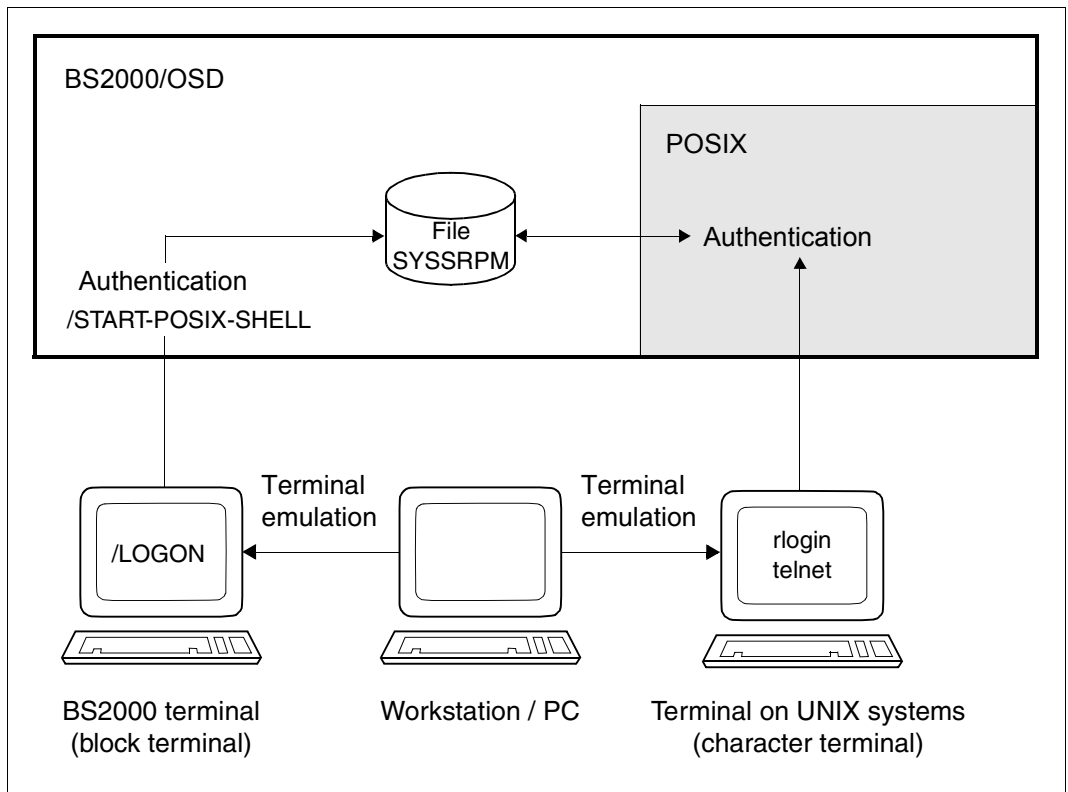 BS2000/OSD
POSIX
File
SYSSRPM
Authentication
Authentication
/START-POSIX-SHELL
Terminal
emulation
Terminal
emulation
/LOGON
rlogin
telnet
BS2000 terminal
(block terminal)
Workstation / PC
Terminal on UNIX systems
(character terminal)